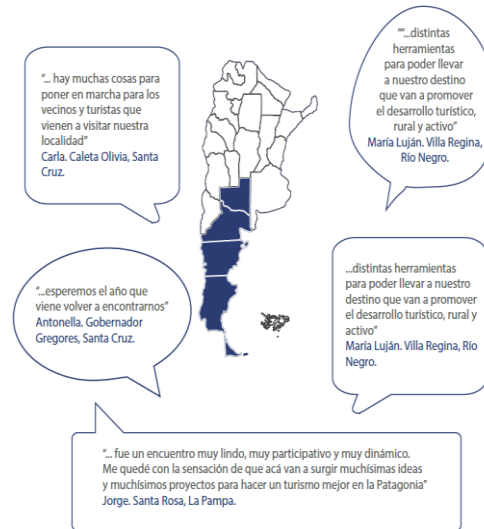 “... hay muchas cosas para
poner en marcha para los
vecinos y turistas que
vienen a visitar nuestra
localidad”
Carla. Caleta Olivia, Santa
Cruz.
“”...distintas
herramientas
para poder llevar
a nuestro destino
que van a promover
el desarrollo turístico,
rural y activo”
María Luján. Villa Regina,
Río Negro.
“...esperemos el año que
viene volver a encontrarnos”
Antonella. Gobernador
Gregores, Santa Cruz.
...distintas herramientas
para poder llevar a nuestro
destino que van a promover
el desarrollo turístico, rural y
activo”
María Luján. Villa Regina, Río
Negro.
“... fue un encuentro muy lindo, muy participativo y muy dinámico.
Me quedé con la sensación de que acá van a surgir muchísimas ideas
y muchísimos proyectos para hacer un turismo mejor en la Patagonia”
Jorge. Santa Rosa, La Pampa.